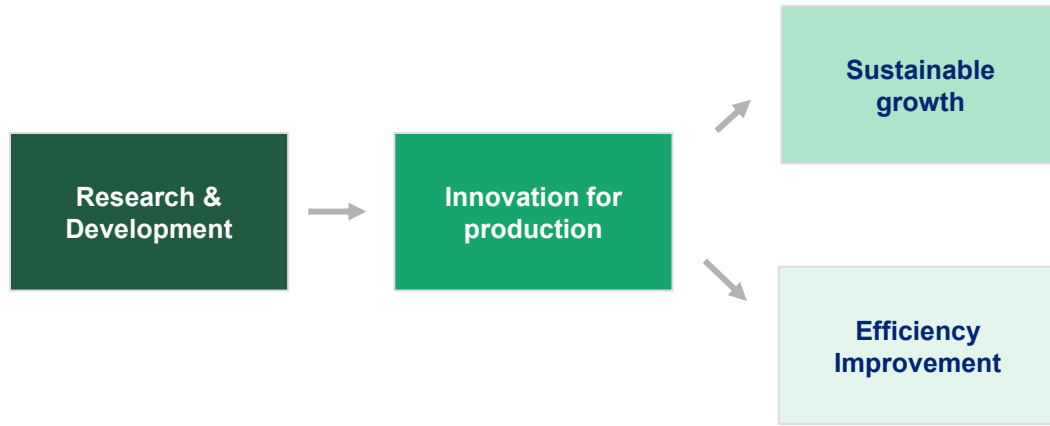 Research &
Development
Innovation for
production
Sustainable
growth
Efficiency
Improvement